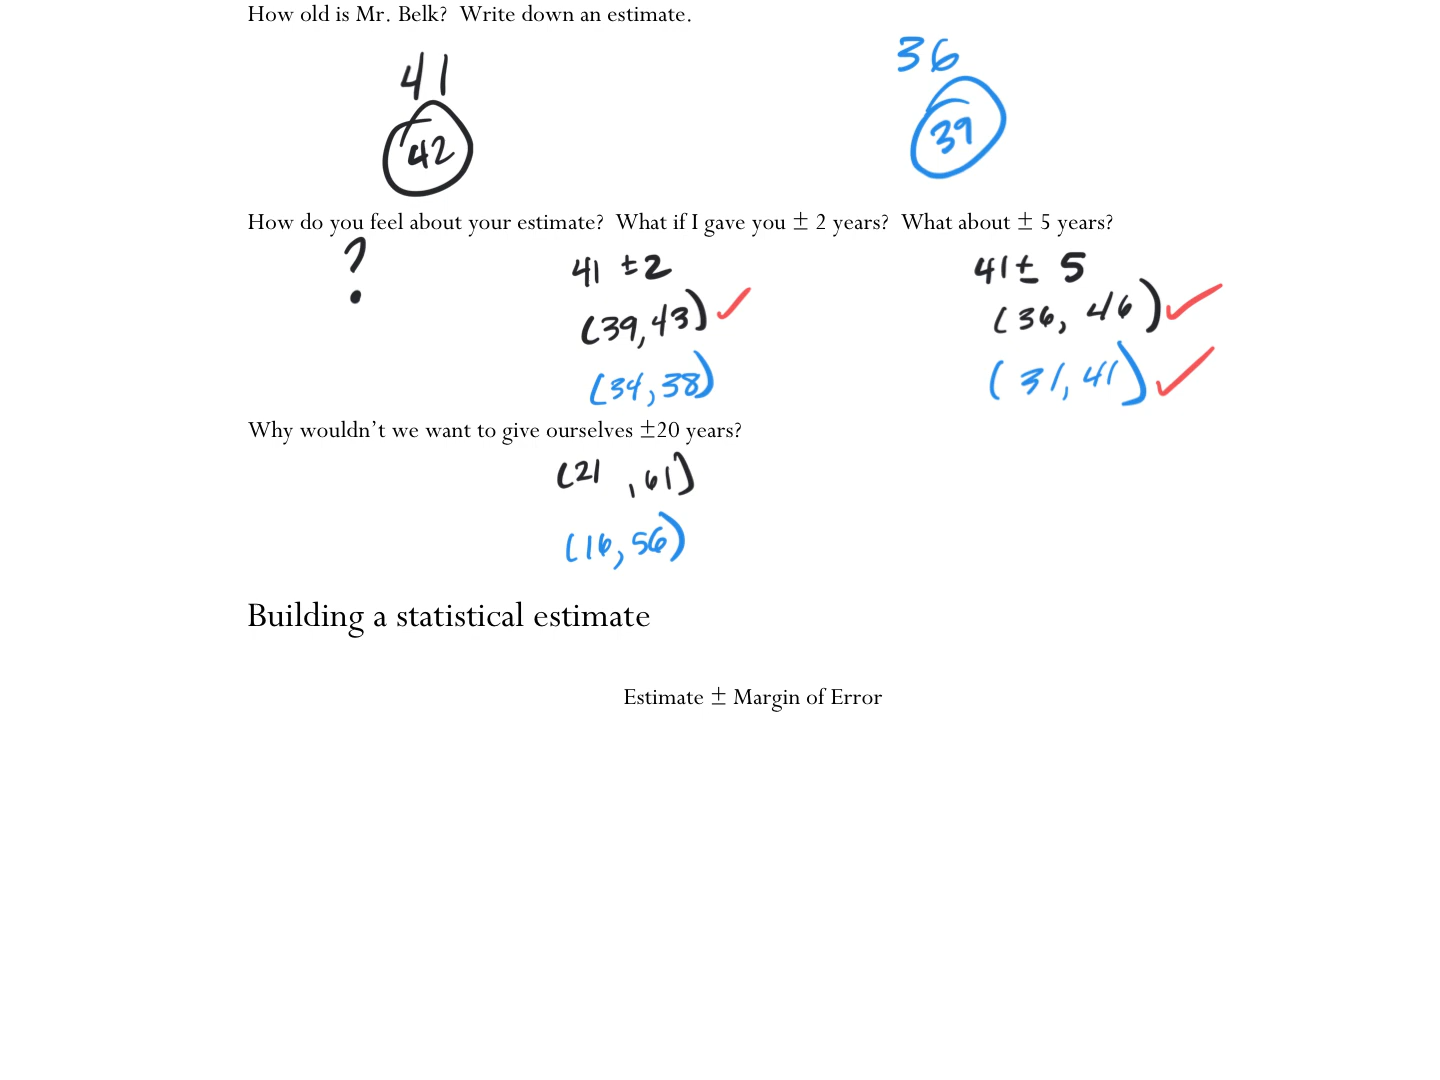 How old is Mr. Belk? Write down an estimate.
41 36
42 39
How do you feel about your estimate? What if I gave you ± 2 years? What about ± 5 years?
? 41 ±2 41± 5
(39,43) (36, 46)
(34,38) (31,41)
Why wouldn’t we want to give ourselves ±20 years?
(21 ,61)
(16,56)
Building a statistical estimate
Estimate ± Margin of Error